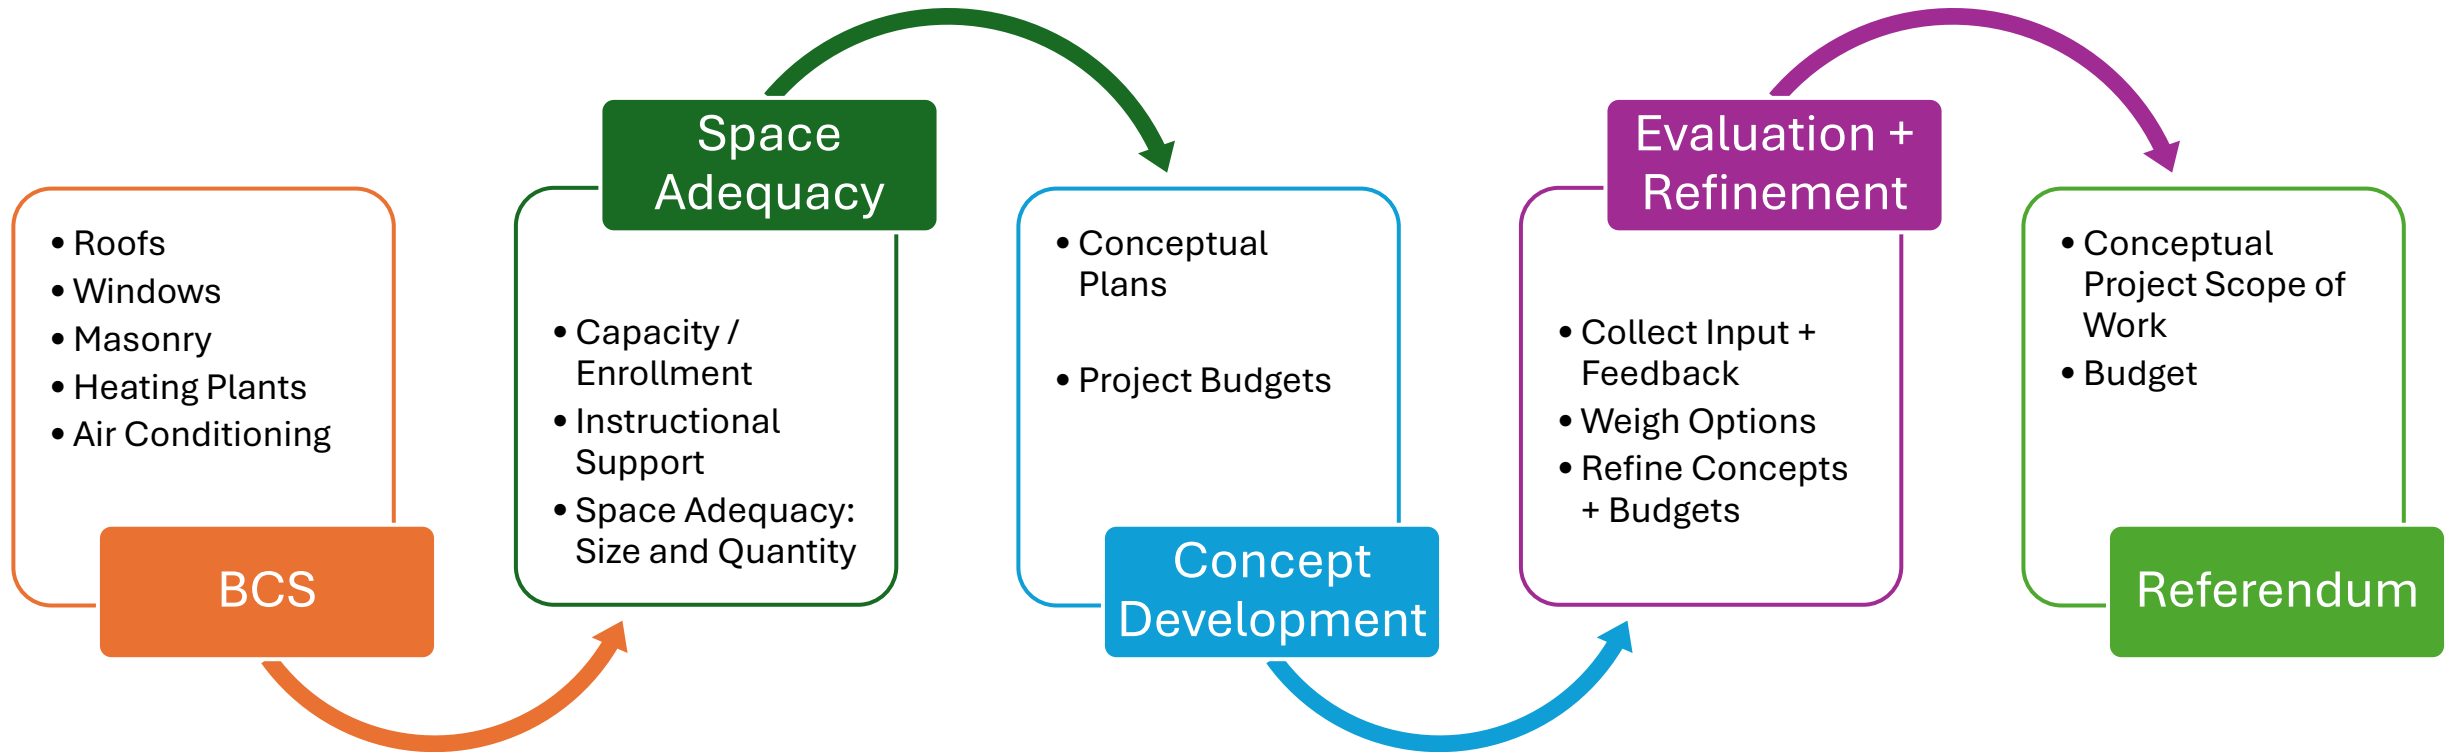 • Roofs
• Windows
• Masonry
• Heating Plants
• Air Conditioning
BCS
Space
Adequacy
• Capacity /
Enrollment
• Instructional
Support
• Space Adequacy:
Size and Quantity
• Conceptual
Plans
• Project Budgets
Concept
Development
Evaluation +
Refinement
• Collect Input +
Feedback
• Weigh Options
• Refine Concepts
+ Budgets
• Conceptual
Project Scope of
Work
• Budget
Referendum